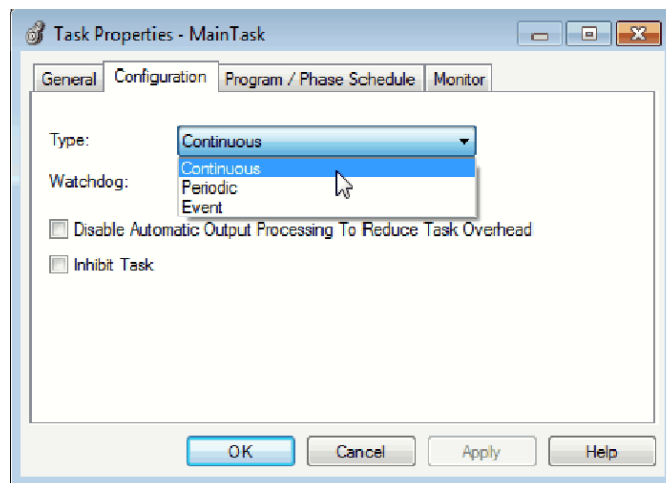 Task Properties - MainTask
General Configuration Program / Phase Schedule Monitor
Type: Continuous
Continuous
Watchdog:
Periodic
Event
Disable Automatic Output Processing To Reduce Task Overhead
Inhibit Task
OK Cancel Apply Help